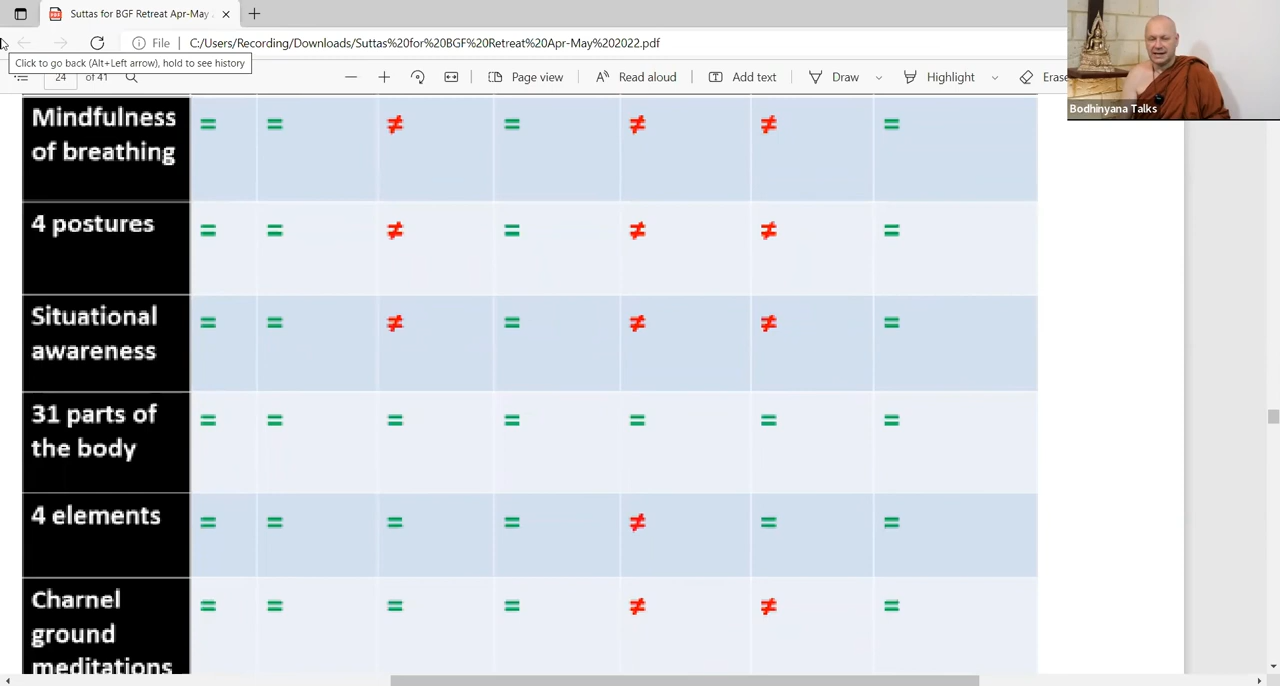 Suttas for BGF Retreat Apr-May
File
C:/Users/Recording/Downloads/Suttas%20for%20BGF%20Retreat%20Apr-May%202022.pdf
Click to go back (Alt+Left arrow), hold to see history
24 of 41
Page view
Read aloud
Add text
Draw
Highlight
Erase
Bodhinyana Talks
Mindfulness = = ≠ = ≠ ≠ =
of breathing
4 postures = = ≠ = ≠ ≠ =
Situational = = ≠ = ≠ ≠ =
awareness
31 parts of = = = = = = =
the body
4 elements = = = = ≠ = =
Charnel = = = = ≠ ≠ =
ground
meditations